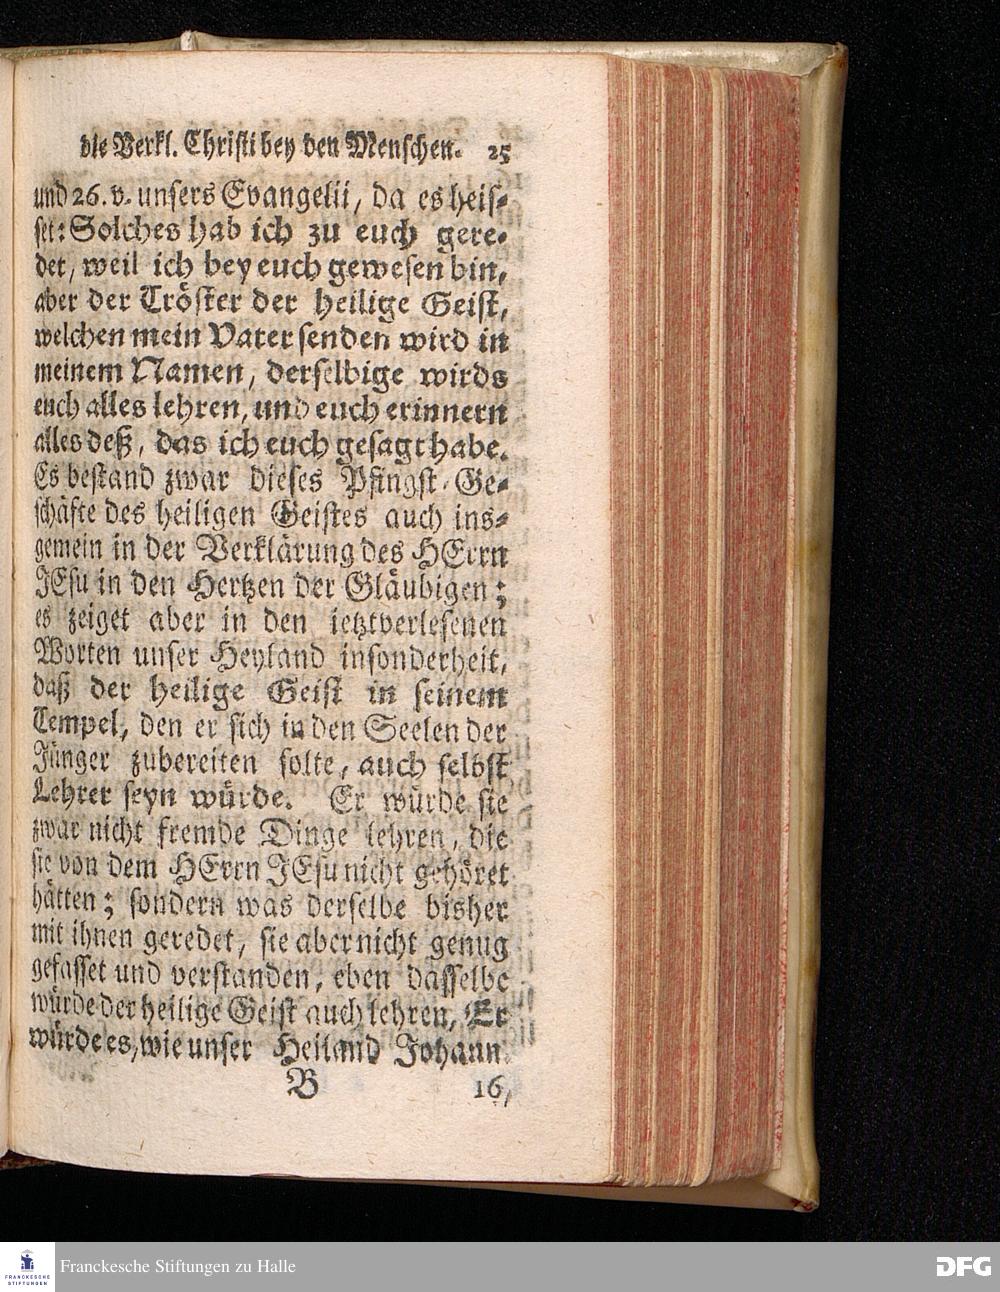 die Verkl. Christi bey den Menschen. 25
und 26. v. unsers Evangelii, da es heis-
set: Solches hab ich zu euch gere-
det, weil ich bey euch gewesen bin,
aber der Tröster der heilige Geist,
welchen mein Vater senden wird in
meinem Namen, derselbige wirds
euch alles lehren, und euch erinnern
alles deß, das ich euch gesagt habe.
Es bestand zwar dieses Pfingst-Ge-
schäfte des heiligen Geistes auch ins-
gemein in der Verklärung des HErrn
JEsu in den Hertzen der Gläubigen;
es zeiget aber in den ietztverlesenen
Worten unser Heyland insonderheit,
daß der heilige Geist in seinem
Tempel, den er sich in den Seelen der
Jünger zubereiten solte, auch selbst
Lehrer seyn würde. Er würde sie
zwar nicht fremde Dinge lehren, die
sie von dem HErrn JEsu nicht gehöret
hätten; sondern was derselbe bisher
mit ihnen geredet, sie aber nicht genug
gefasset und verstanden, eben dasselbe
würde der heilige Geist auch lehren, Er
würde es, wie unser Heiland Johann.
B 16,
Franckesche Stiftungen zu Halle
FRANCKESCHE
STIFTUNGEN
DFG